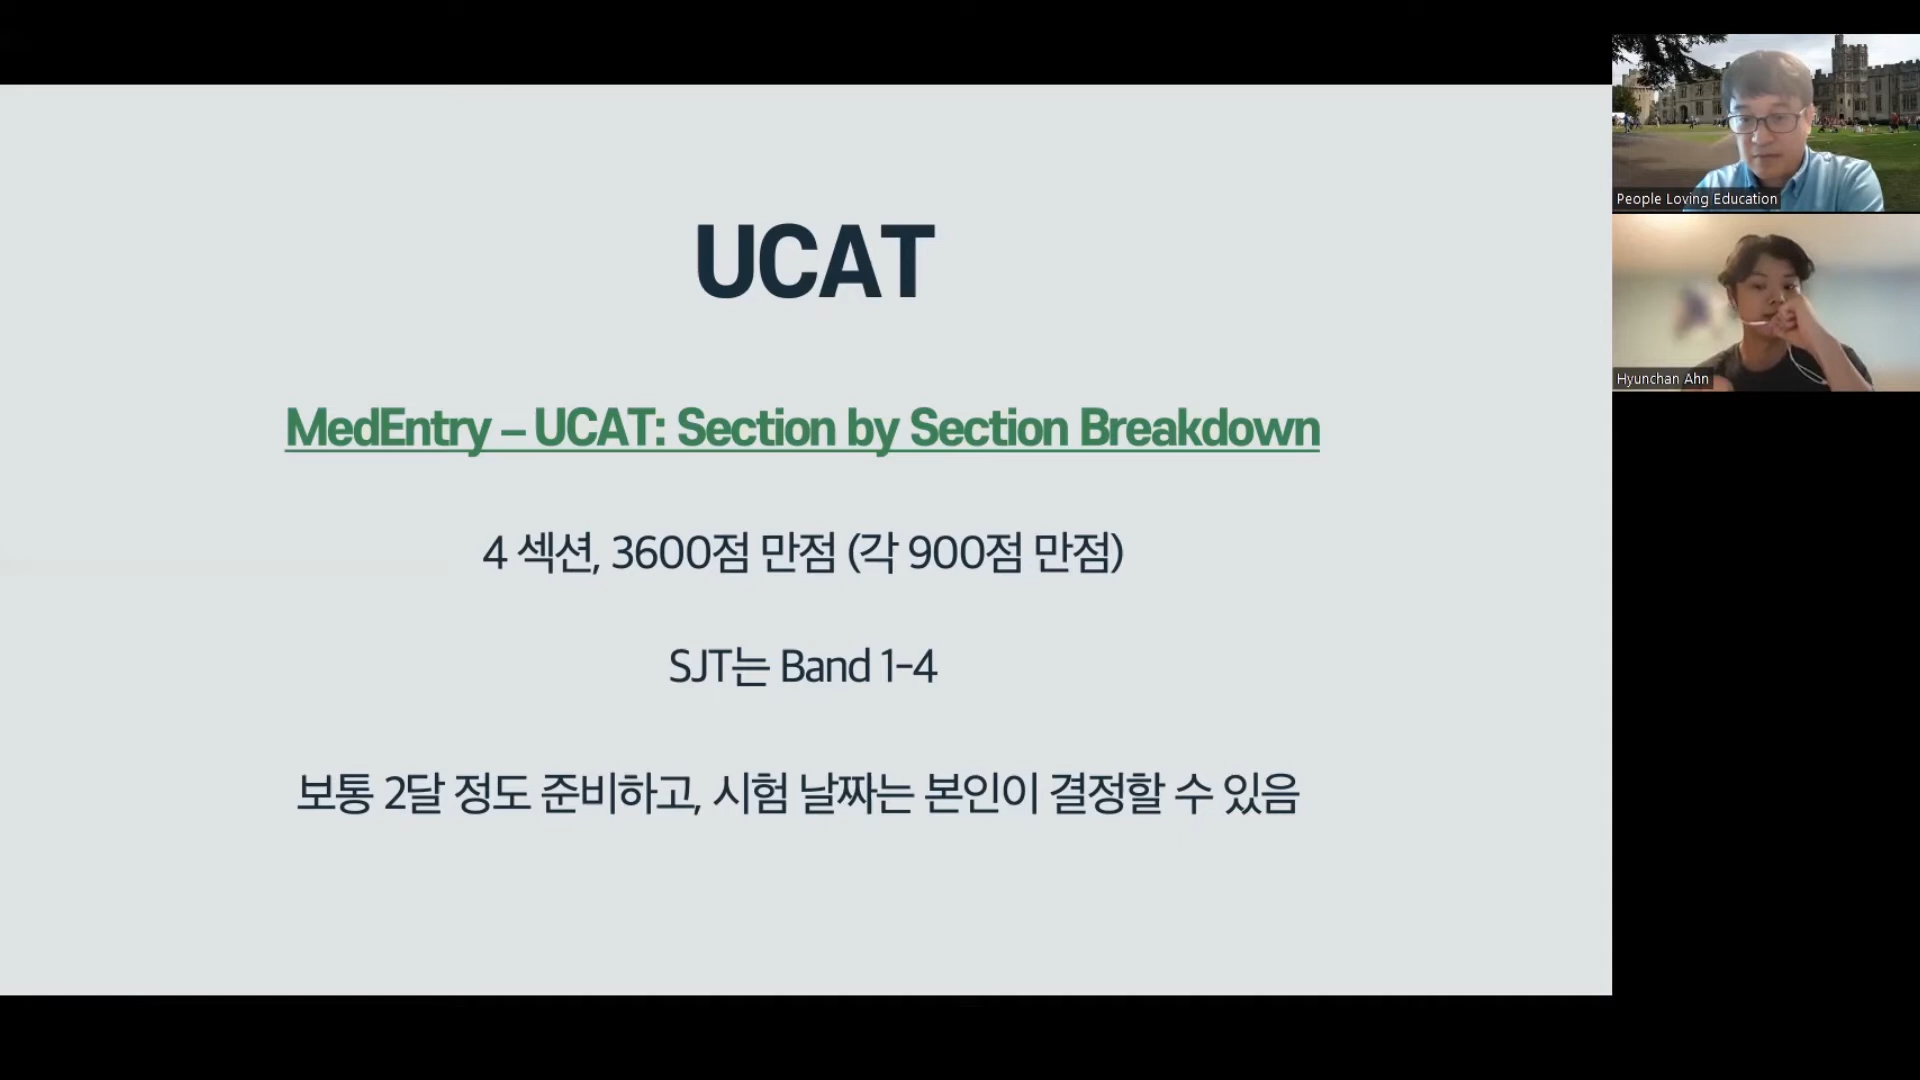 UCAT
MedEntry – UCAT: Section by Section Breakdown
4 섹션, 3600점 만점 (각 900점 만점)
SJT는 Band 1-4
보통 2달 정도 준비하고, 시험 날짜는 본인이 결정할 수 있음
People Loving Education
Hyunchan Ahn